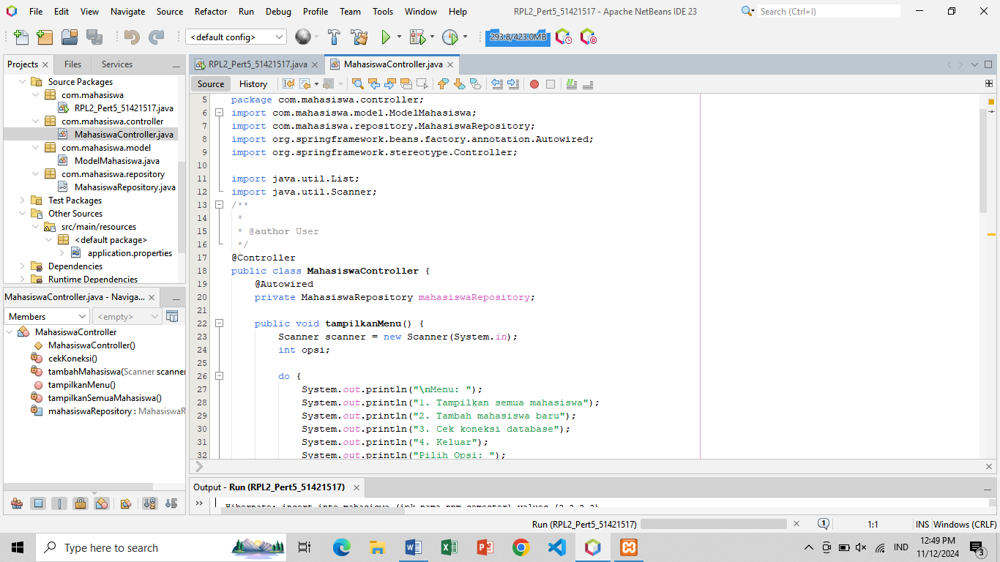 File Edit View Navigate Source Refactor Run Debug Profile Team Tools Window Help RPL2_Pert5_51421517 - Apache NetBeans IDE 23 Search (Ctrl+I)
<default config> 293.8/423.0MB
Projects Files Services
Source Packages
com.mahasiswa
RPL2_Pert5_51421517.java
com.mahasiswa.controller
MahasiswaController.java
com.mahasiswa.model
ModelMahasiswa.java
com.mahasiswa.repository
MahasiswaRepository.java
Test Packages
Other Sources
src/main/resources
<default package>
application.properties
Dependencies
Runtime Dependencies
MahasiswaController.java - Naviga...
Members <empty>
MahasiswaController
MahasiswaController()
cekKoneksi()
tambahMahasiswa(Scanner scanner
tampilkanMenu()
tampilkanSemuaMahasiswa()
mahasiswaRepository : MahasiswaR
RPL2_Pert5_51421517.java MahasiswaController.java
Source History
5 package com.mahasiswa.controller;
6 import com.mahasiswa.model.ModelMahasiswa;
7 import com.mahasiswa.repository.MahasiswaRepository;
8 import org.springframework.beans.factory.annotation.Autowired;
9 import org.springframework.stereotype.Controller;
10
11 import java.util.List;
12 import java.util.Scanner;
13 /**
14 *
15 * @author User
16 */
17 @Controller
18 public class MahasiswaController {
19 @Autowired
20 private MahasiswaRepository mahasiswaRepository;
21
22 public void tampilkanMenu() {
23 Scanner scanner = new Scanner(System.in);
24 int opsi;
25
26 do {
27 System.out.println("\nMenu: ");
28 System.out.println("1. Tampilkan semua mahasiswa");
29 System.out.println("2. Tambah mahasiswa baru");
30 System.out.println("3. Cek koneksi database");
31 System.out.println("4. Keluar");
32 System.out.println("Pilih Opsi: ");
Output - Run (RPL2_Pert5_51421517)
Hibernate: insert into mahasiswa (ipk,nama,npm,semester) values (?,?,?,?)
Run (RPL2_Pert5_51421517) 1 1:1 INS Windows (CRLF)
Type here to search IND 12:49 PM
11/12/2024 3